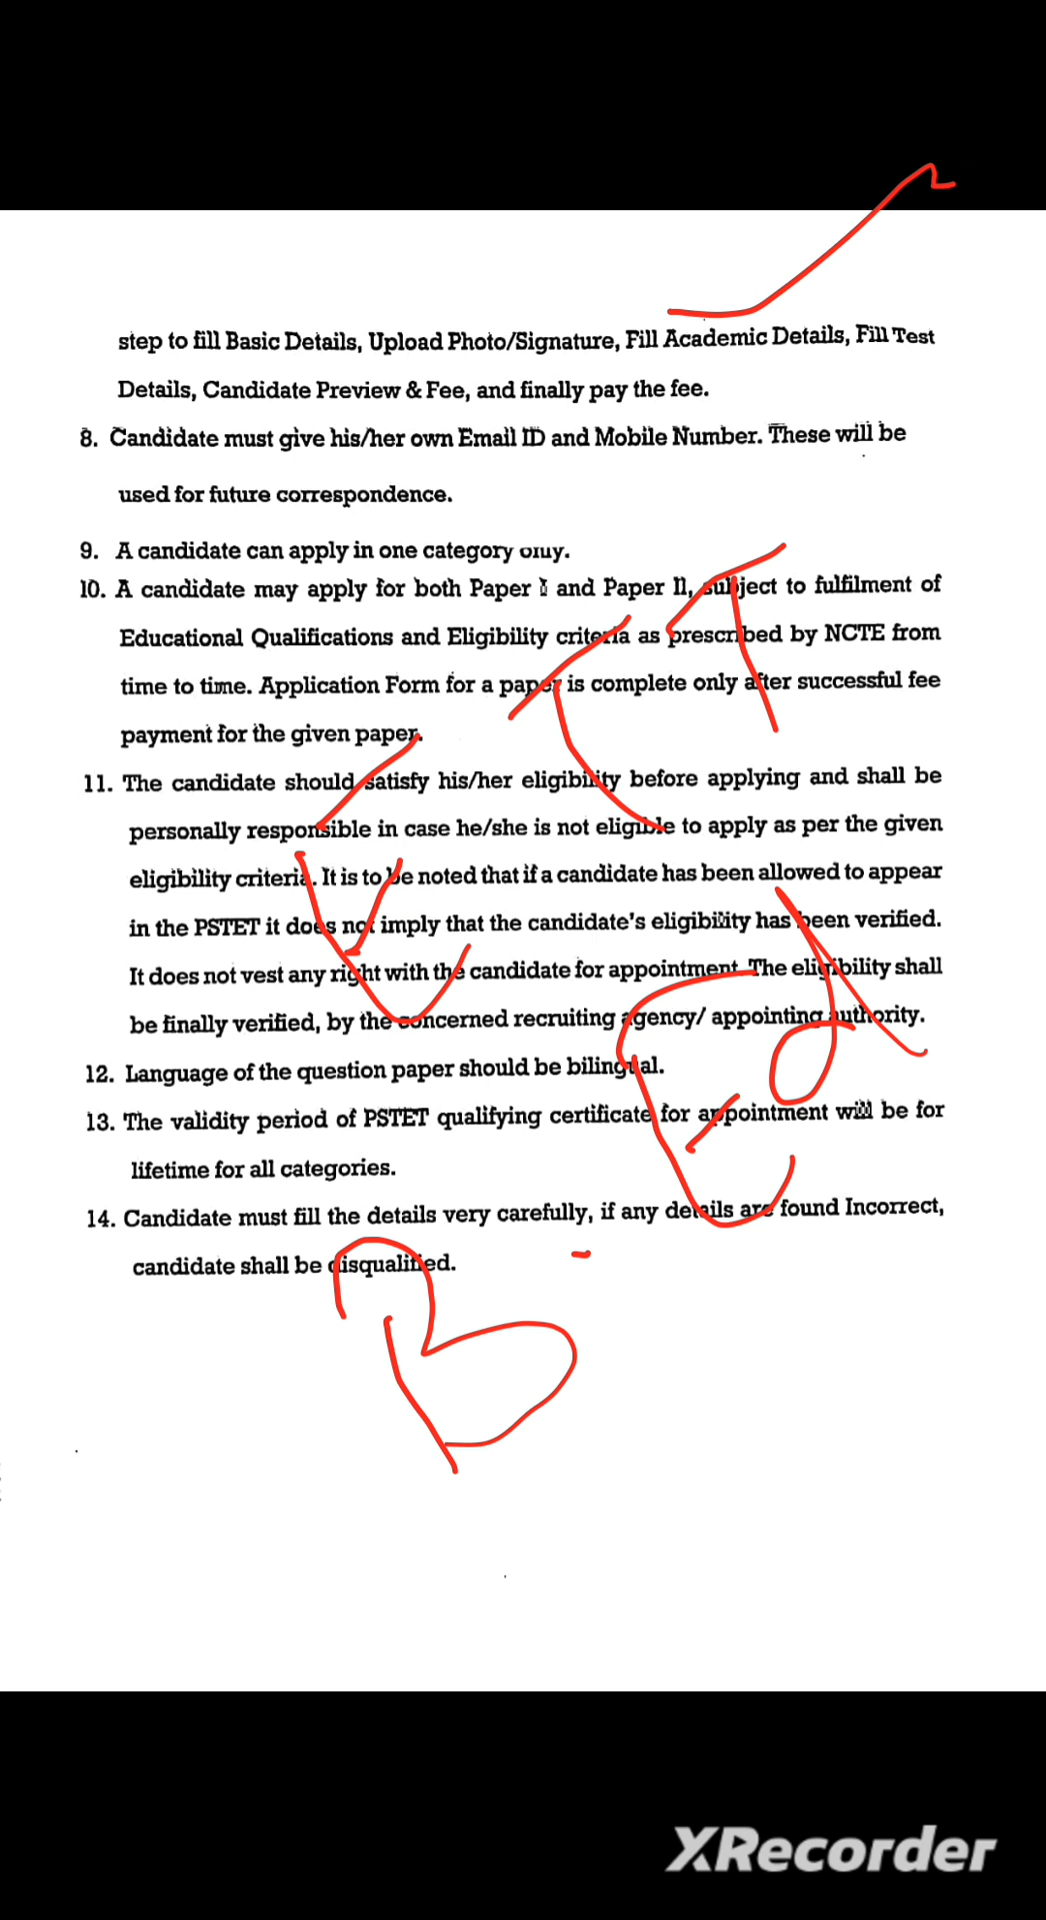 step to fill Basic Details, Upload Photo/Signature, Fill Academic Details, Fill Test
Details, Candidate Preview & Fee, and finally pay the fee.
8. Candidate must give his/her own Email ID and Mobile Number. These will be
used for future correspondence.
9. A candidate can apply in one category only.
10. A candidate may apply for both Paper I and Paper II, subject to fulfilment of
Educational Qualifications and Eligibility criteria as prescribed by NCTE from
time to time. Application Form for a paper is complete only after successful fee
payment for the given paper.
11. The candidate should satisfy his/her eligibility before applying and shall be
personally responsible in case he/she is not eligible to apply as per the given
eligibility criteria. It is to be noted that if a candidate has been allowed to appear
in the PSTET it does not imply that the candidate's eligibility has been verified.
It does not vest any right with the candidate for appointment. The eligibility shall
be finally verified, by the concerned recruiting agency/ appointing authority.
12. Language of the question paper should be bilingual.
13. The validity period of PSTET qualifying certificate for appointment will be for
lifetime for all categories.
14. Candidate must fill the details very carefully, if any details are found Incorrect,
candidate shall be disqualified.
B.Ed
XRecorder